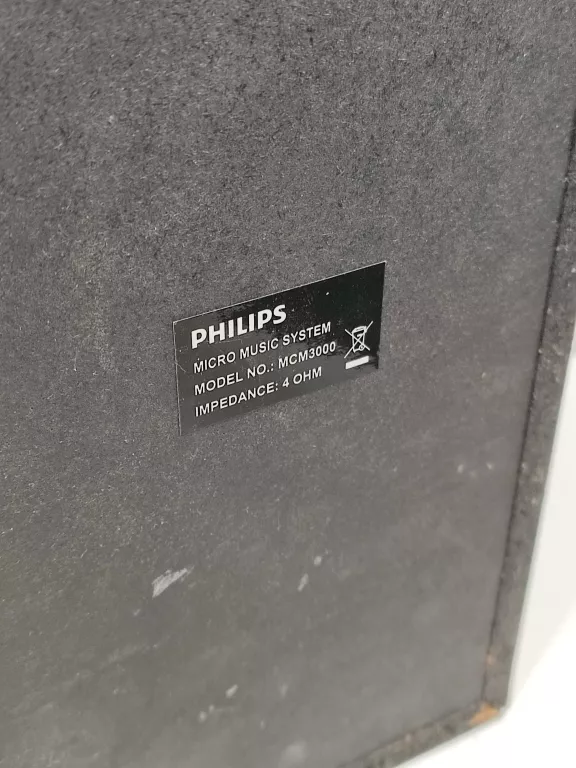 PHILIPS
MICRO MUSIC SYSTEM
MODEL NO.: MCM3000
IMPEDANCE: 4 OHM